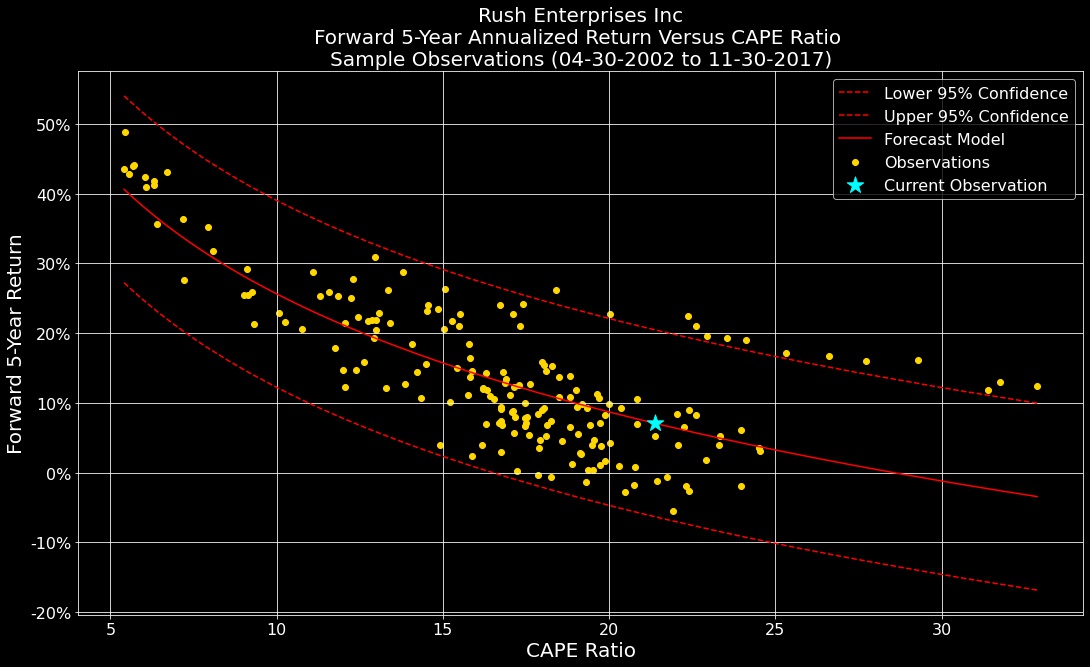 Rush Enterprises Inc
Forward 5-Year Annualized Return Versus CAPE Ratio
Sample Observations (04-30-2002 to 11-30-2017)
Lower 95% Confidence
Upper 95% Confidence
Forecast Model
Observations
Current Observation
Forward 5-Year Return
50%
40%
30%
20%
10%
0%
-10%
-20%
5 10 15 20 25 30
CAPE Ratio